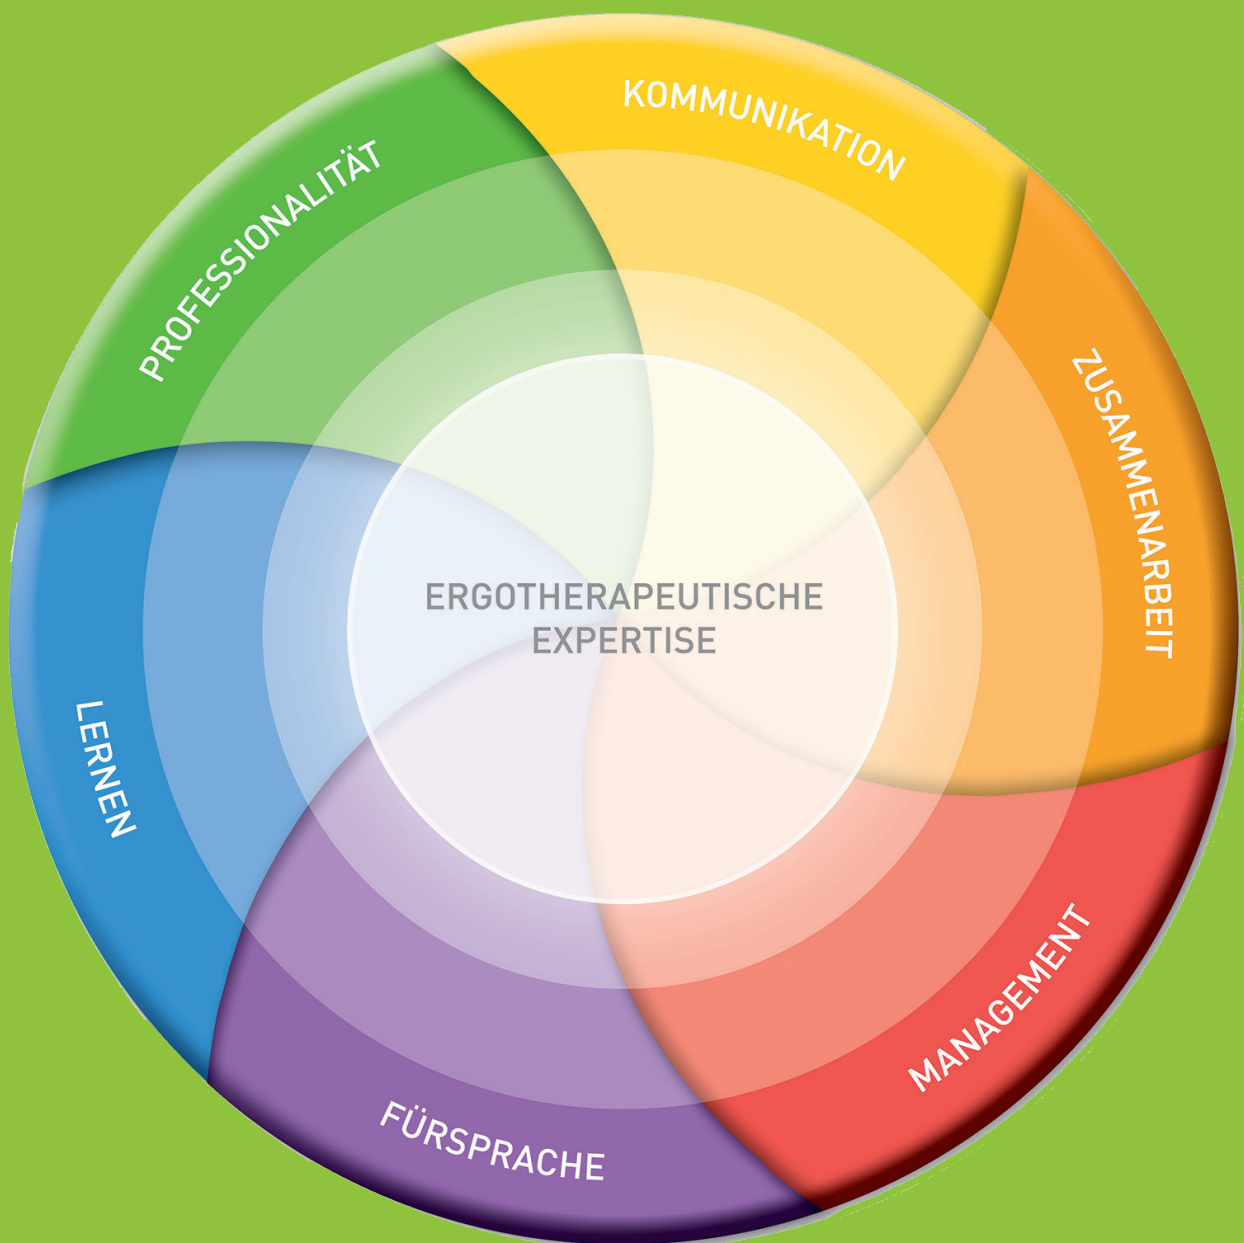 KOMMUNIKATION
ZUSAMMENARBEIT
MANAGEMENT
FÜRSPRACHE
LERNEN
PROFESSIONALITÄT
ERGOTHERAPEUTISCHE
EXPERTISE